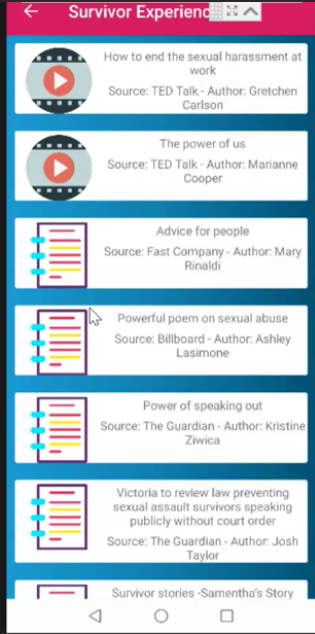 Survivor Experienc
How to end the sexual harassment at
work
Source: TED Talk - Author: Gretchen
Carlson
The power of us
Source: TED Talk - Author: Marianne
Cooper
Advice for people
Source: Fast Company - Author: Mary
Rinaldi
Powerful poem on sexual abuse
Source: Billboard - Author: Ashley
Lasimone
Power of speaking out
Source: The Guardian - Author: Kristine
Ziwica
Victoria to review law preventing
sexual assault survivors speaking
publicly without court order
Source: The Guardian - Author: Josh
Taylor
Survivor stories -Samentha's Story